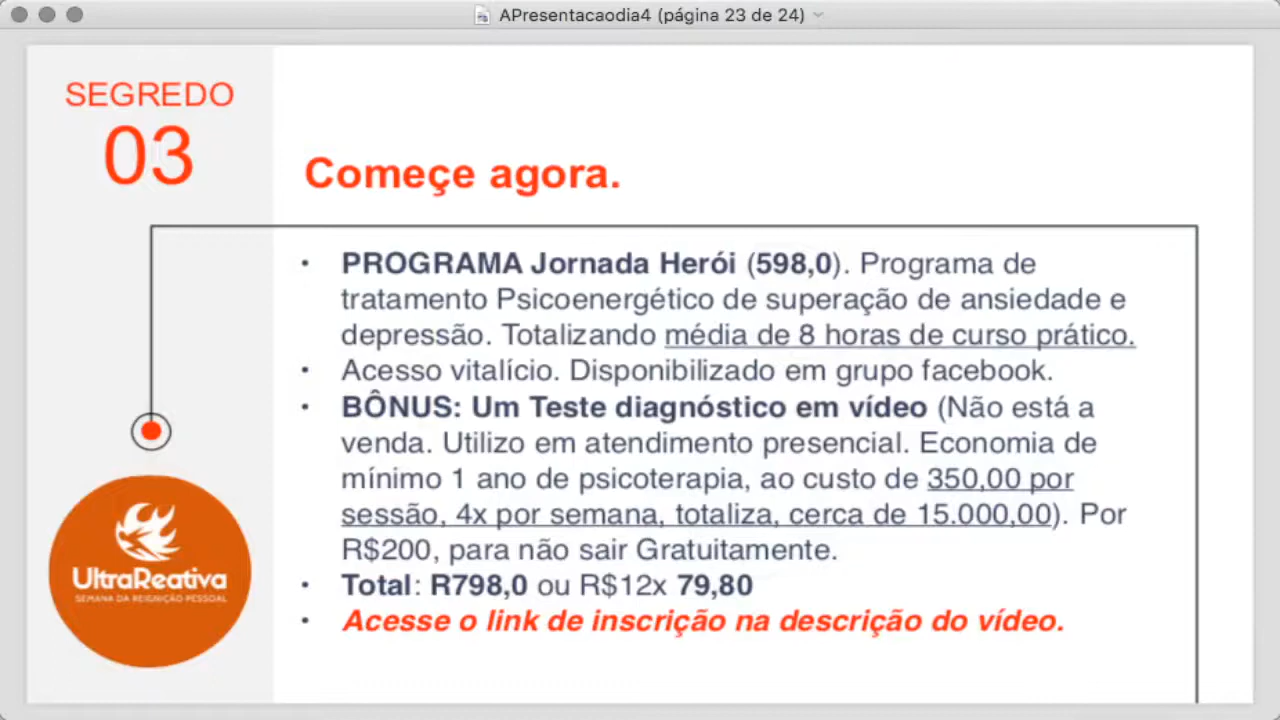 APresentacaodia4 (página 23 de 24)
SEGREDO
03
Começe agora.
• PROGRAMA Jornada Herói (598,0). Programa de
tratamento Psicoenergético de superação de ansiedade e
depressão. Totalizando média de 8 horas de curso prático.
• Acesso vitalício. Disponibilizado em grupo facebook.
• BÔNUS: Um Teste diagnóstico em vídeo (Não está a
venda. Utilizo em atendimento presencial. Economia de
mínimo 1 ano de psicoterapia, ao custo de 350,00 por
sessão, 4x por semana, totaliza, cerca de 15.000,00). Por
R$200, para não sair Gratuitamente.
• Total: R798,0 ou R$12x 79,80
• Acesse o link de inscrição na descrição do vídeo.
UltraReativa
SEMANA DA REIGNIÇÃO PESSOAL